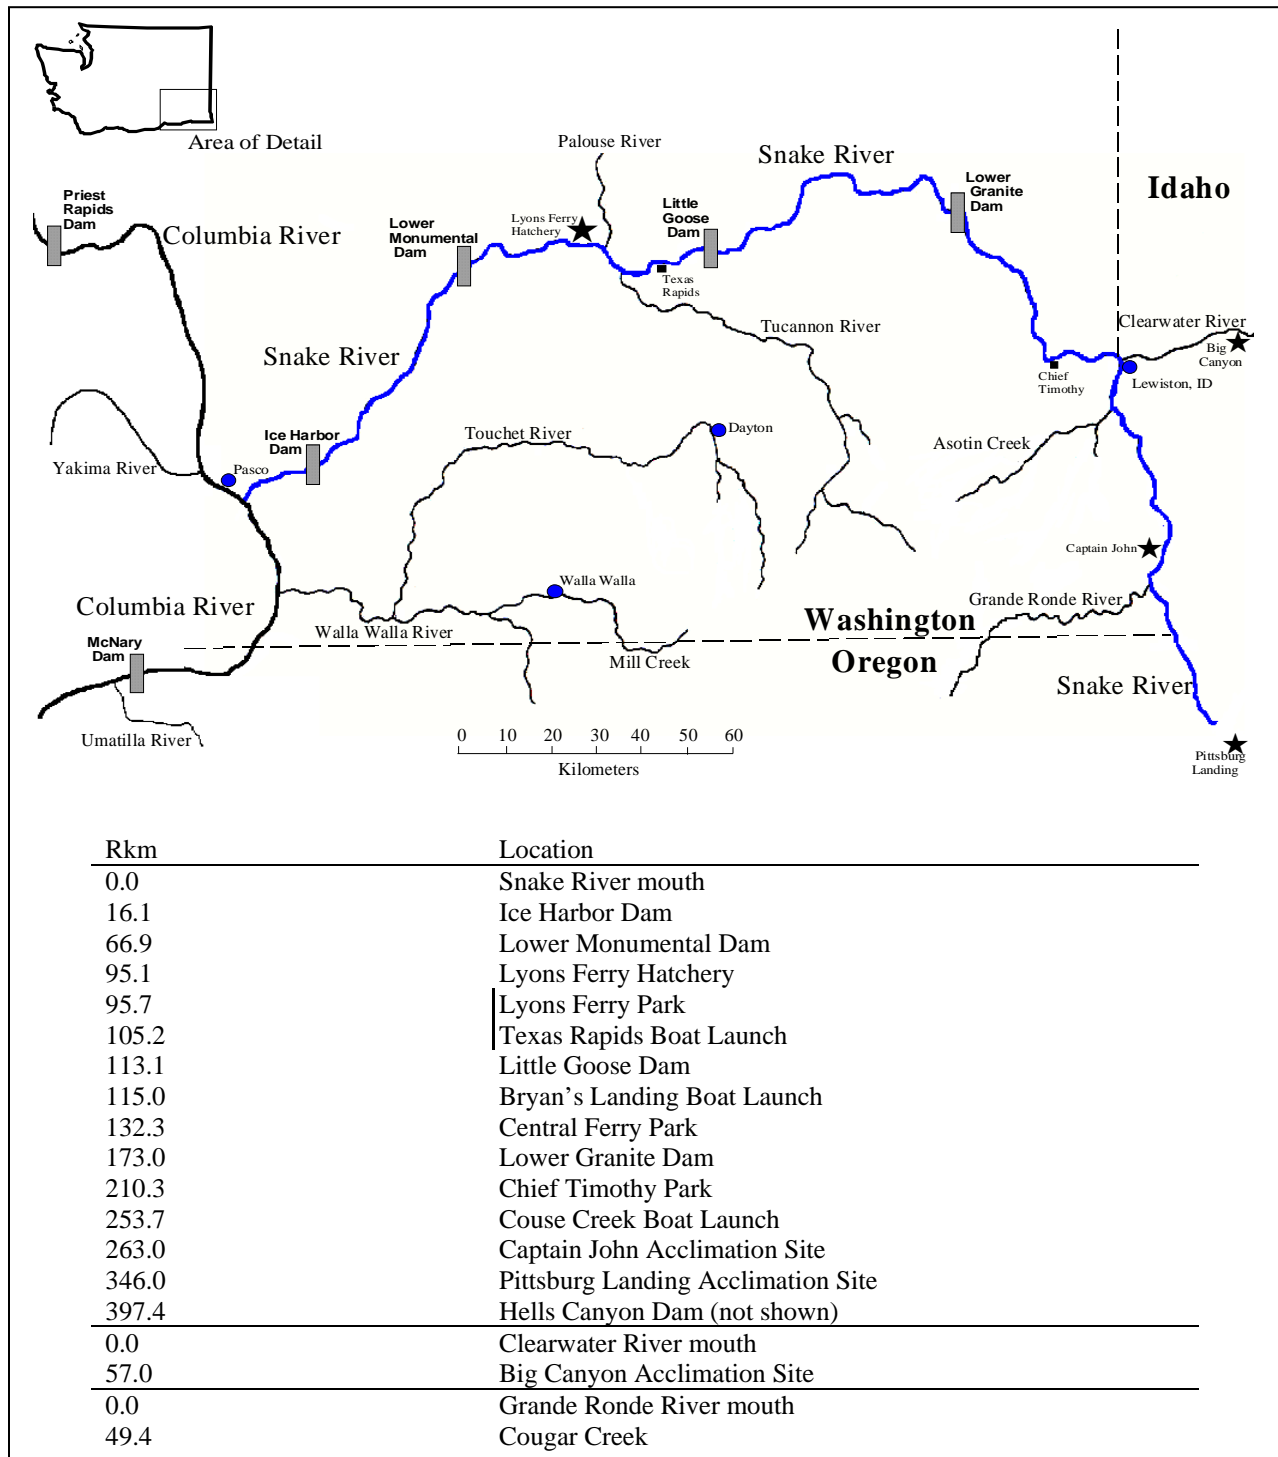 Area of Detail
Palouse River
Snake River
Idaho
Priest
Rapids
Dam
Columbia River
Lower
Monumental
Dam
Lyons Ferry
Hatchery
Little
Goose
Dam
Lower
Granite
Dam
Texas
Rapids
Tucannon River
Clearwater River
Big
Canyon
Snake River
Chief
Timothy
Lewiston, ID
Ice Harbor
Dam
Touchet River
Dayton
Asotin Creek
Yakima River
Pasco
Captain John
Walla Walla
Grande Ronde River
Columbia River
Walla Walla River
Washington
McNary
Dam
Mill Creek
Oregon
Snake River
Umatilla River
0 10 20 30 40 50 60
Kilometers
Pittsburg
Landing
Rkm Location
0.0 Snake River mouth
16.1 Ice Harbor Dam
66.9 Lower Monumental Dam
95.1 Lyons Ferry Hatchery
95.7 Lyons Ferry Park
105.2 Texas Rapids Boat Launch
113.1 Little Goose Dam
115.0 Bryan’s Landing Boat Launch
132.3 Central Ferry Park
173.0 Lower Granite Dam
210.3 Chief Timothy Park
253.7 Couse Creek Boat Launch
263.0 Captain John Acclimation Site
346.0 Pittsburg Landing Acclimation Site
397.4 Hells Canyon Dam (not shown)
0.0 Clearwater River mouth
57.0 Big Canyon Acclimation Site
0.0 Grande Ronde River mouth
49.4 Cougar Creek